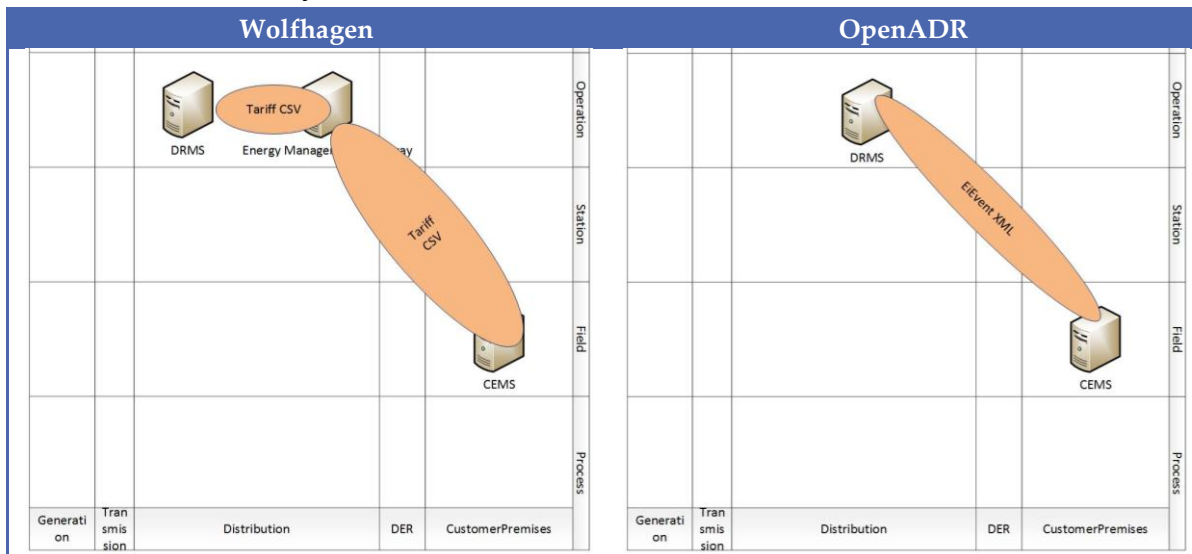 Wolfhagen
OpenADR
Tariff CSV
DRMS
Energy Manage
way
Tariff
CSV
CEMS
Operation
Station
Field
Process
Generati
on
Tran
smis
sion
Distribution
DER
CustomerPremises
DRMS
EiEvent XML
CEMS
Operation
Station
Field
Process
Generati
on
Tran
smis
sion
Distribution
DER
CustomerPremises